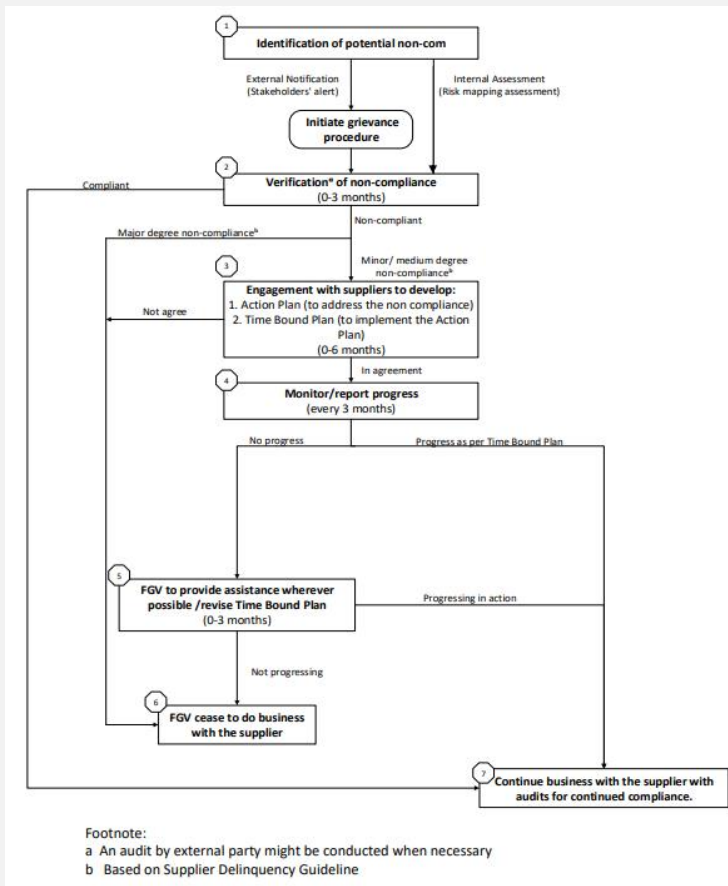 1
Identification of potential non-com
External Notification
(Stakeholders' alert)
Internal Assessment
(Risk mapping assessment)
Initiate grievance
procedure
2
Compliant
Verificationᵃ of non-compliance
(0-3 months)
Non-compliant
Major degree non-complianceᵇ
Minor/ medium degree
non-complianceᵇ
3
Engagement with suppliers to develop:
1. Action Plan (to address the non compliance)
2. Time Bound Plan (to implement the Action
Plan)
(0-6 months)
Not agree
In agreement
4
Monitor/report progress
(every 3 months)
No progress
Progress as per Time Bound Plan
5
FGV to provide assistance wherever
possible /revise Time Bound Plan
(0-3 months)
Progressing in action
Not progressing
6
FGV cease to do business
with the supplier
7
Continue business with the supplier with
audits for continued compliance.
Footnote:
a An audit by external party might be conducted when necessary
b Based on Supplier Delinquency Guideline